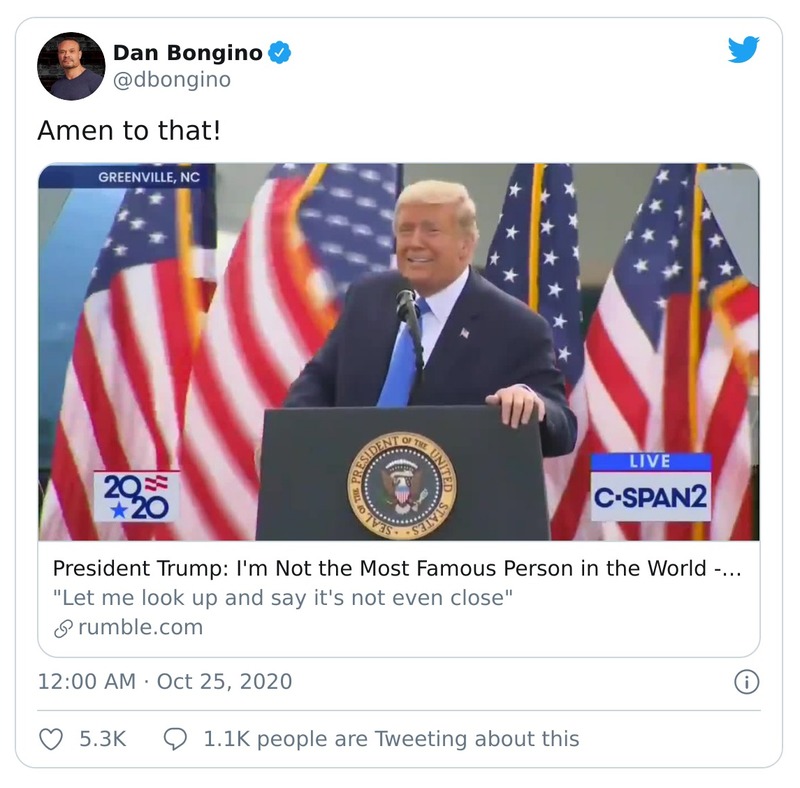 Dan Bongino
@dbongino
Amen to that!
GREENVILLE, NC
SEAL OF THE PRESIDENT OF THE UNITED STATES
2020
LIVE
C-SPAN2
President Trump: I'm Not the Most Famous Person in the World -...
"Let me look up and say it's not even close"
rumble.com
12:00 AM · Oct 25, 2020
5.3K
1.1K people are Tweeting about this